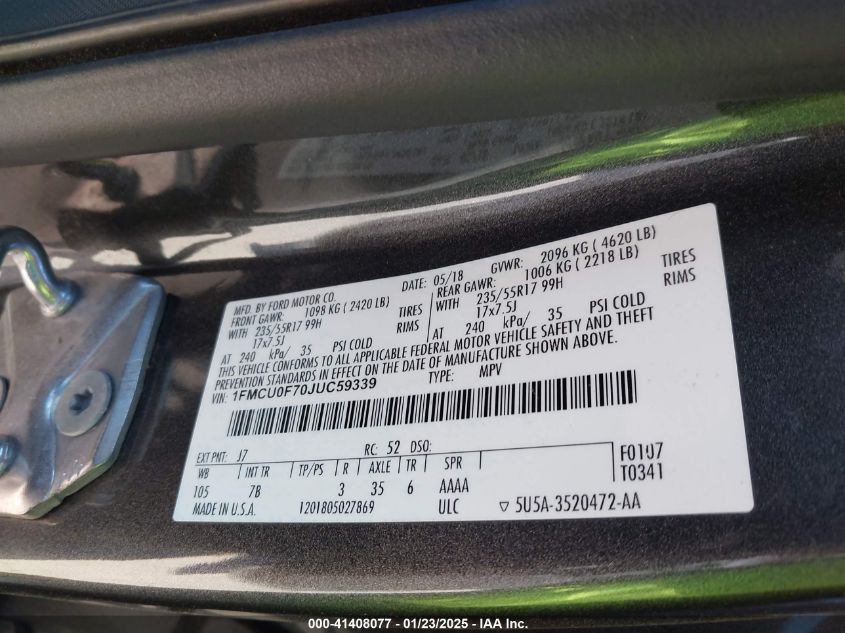 MFD. BY FORD MOTOR CO. DATE: 05/18 GVWR: 2096 KG ( 4620 LB)
FRONT GAWR: 1098 KG ( 2420 LB) REAR GAWR: 1006 KG ( 2218 LB)
WITH 235/55R17 99H TIRES WITH 235/55R17 99H TIRES
17x7.5J RIMS 17x7.5J RIMS
AT 240 kPa/ 35 PSI COLD AT 240 kPa/ 35 PSI COLD
THIS VEHICLE CONFORMS TO ALL APPLICABLE FEDERAL MOTOR VEHICLE SAFETY AND THEFT
PREVENTION STANDARDS IN EFFECT ON THE DATE OF MANUFACTURE SHOWN ABOVE.
VIN: 1FMCU0F70JUC59339 TYPE: MPV
EXT PMT: J7 RC: 52 DSO: F0107
WB INT TR TP/PS R AXLE TR SPR T0341
105 7B 3 35 6 AAAA
MADE IN U.S.A. 1201805027869 ULC ▽ 5U5A-3520472-AA
000-41408077 - 01/23/2025 - IAA Inc.